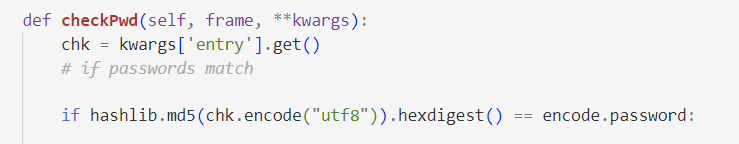 def checkPwd(self, frame, **kwargs):
    chk = kwargs['entry'].get()
    # if passwords match
    if hashlib.md5(chk.encode("utf8")).hexdigest() == encode.password: